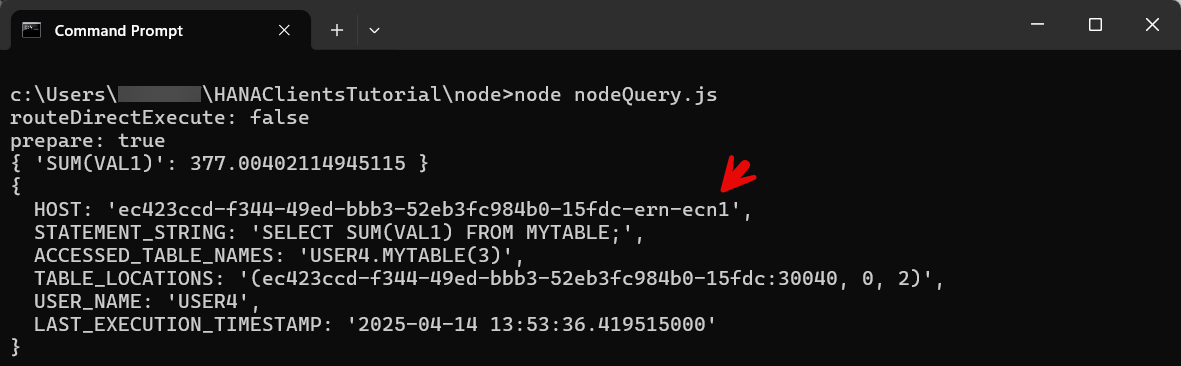 Command Prompt
c:\Users\ \HANAClientsTutorial\node>node nodeQuery.js
routeDirectExecute: false
prepare: true
{ 'SUM(VAL1)': 377.00402114945115 }
{
  HOST: 'ec423ccd-f344-49ed-bbb3-52eb3fc984b0-15fdc-ern-ecn1',
  STATEMENT_STRING: 'SELECT SUM(VAL1) FROM MYTABLE;',
  ACCESSED_TABLE_NAMES: 'USER4.MYTABLE(3)',
  TABLE_LOCATIONS: '(ec423ccd-f344-49ed-bbb3-52eb3fc984b0-15fdc:30040, 0, 2)',
  USER_NAME: 'USER4',
  LAST_EXECUTION_TIMESTAMP: '2025-04-14 13:53:36.419515000'
}